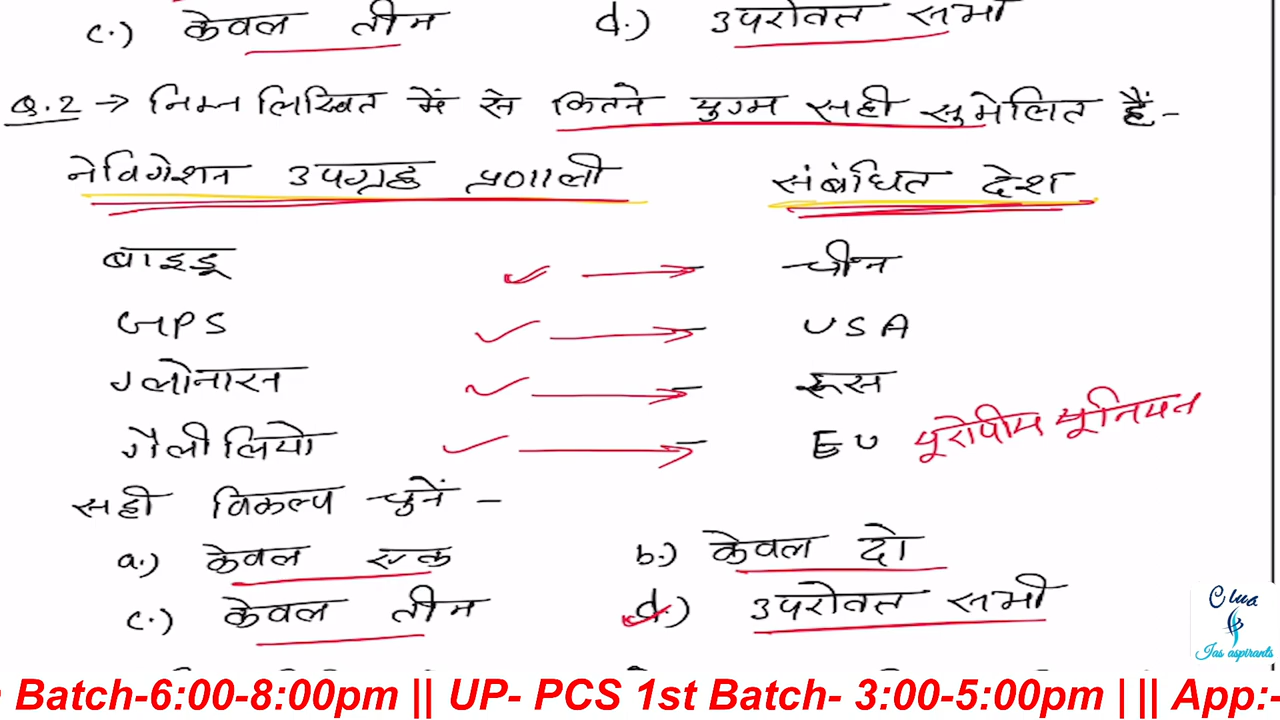 c.) केवल तीन d.) उपरोक्त सभी
Q.2 → निम्नलिखित में से कितने युग्म सही सुमेलित हैं -
नेविगेशन उपग्रह प्रणाली संबंधित देश
बाइडू → चीन
GPS → USA
ग्लोनास → रूस
गैलीलियो → EU यूरोपीय यूनियन
सही विकल्प चुनें -
a.) केवल एक b.) केवल दो
c.) केवल तीन d.) उपरोक्त सभी
Clua
Ias aspirants
Batch-6:00-8:00pm || UP- PCS 1st Batch- 3:00-5:00pm | || App:-